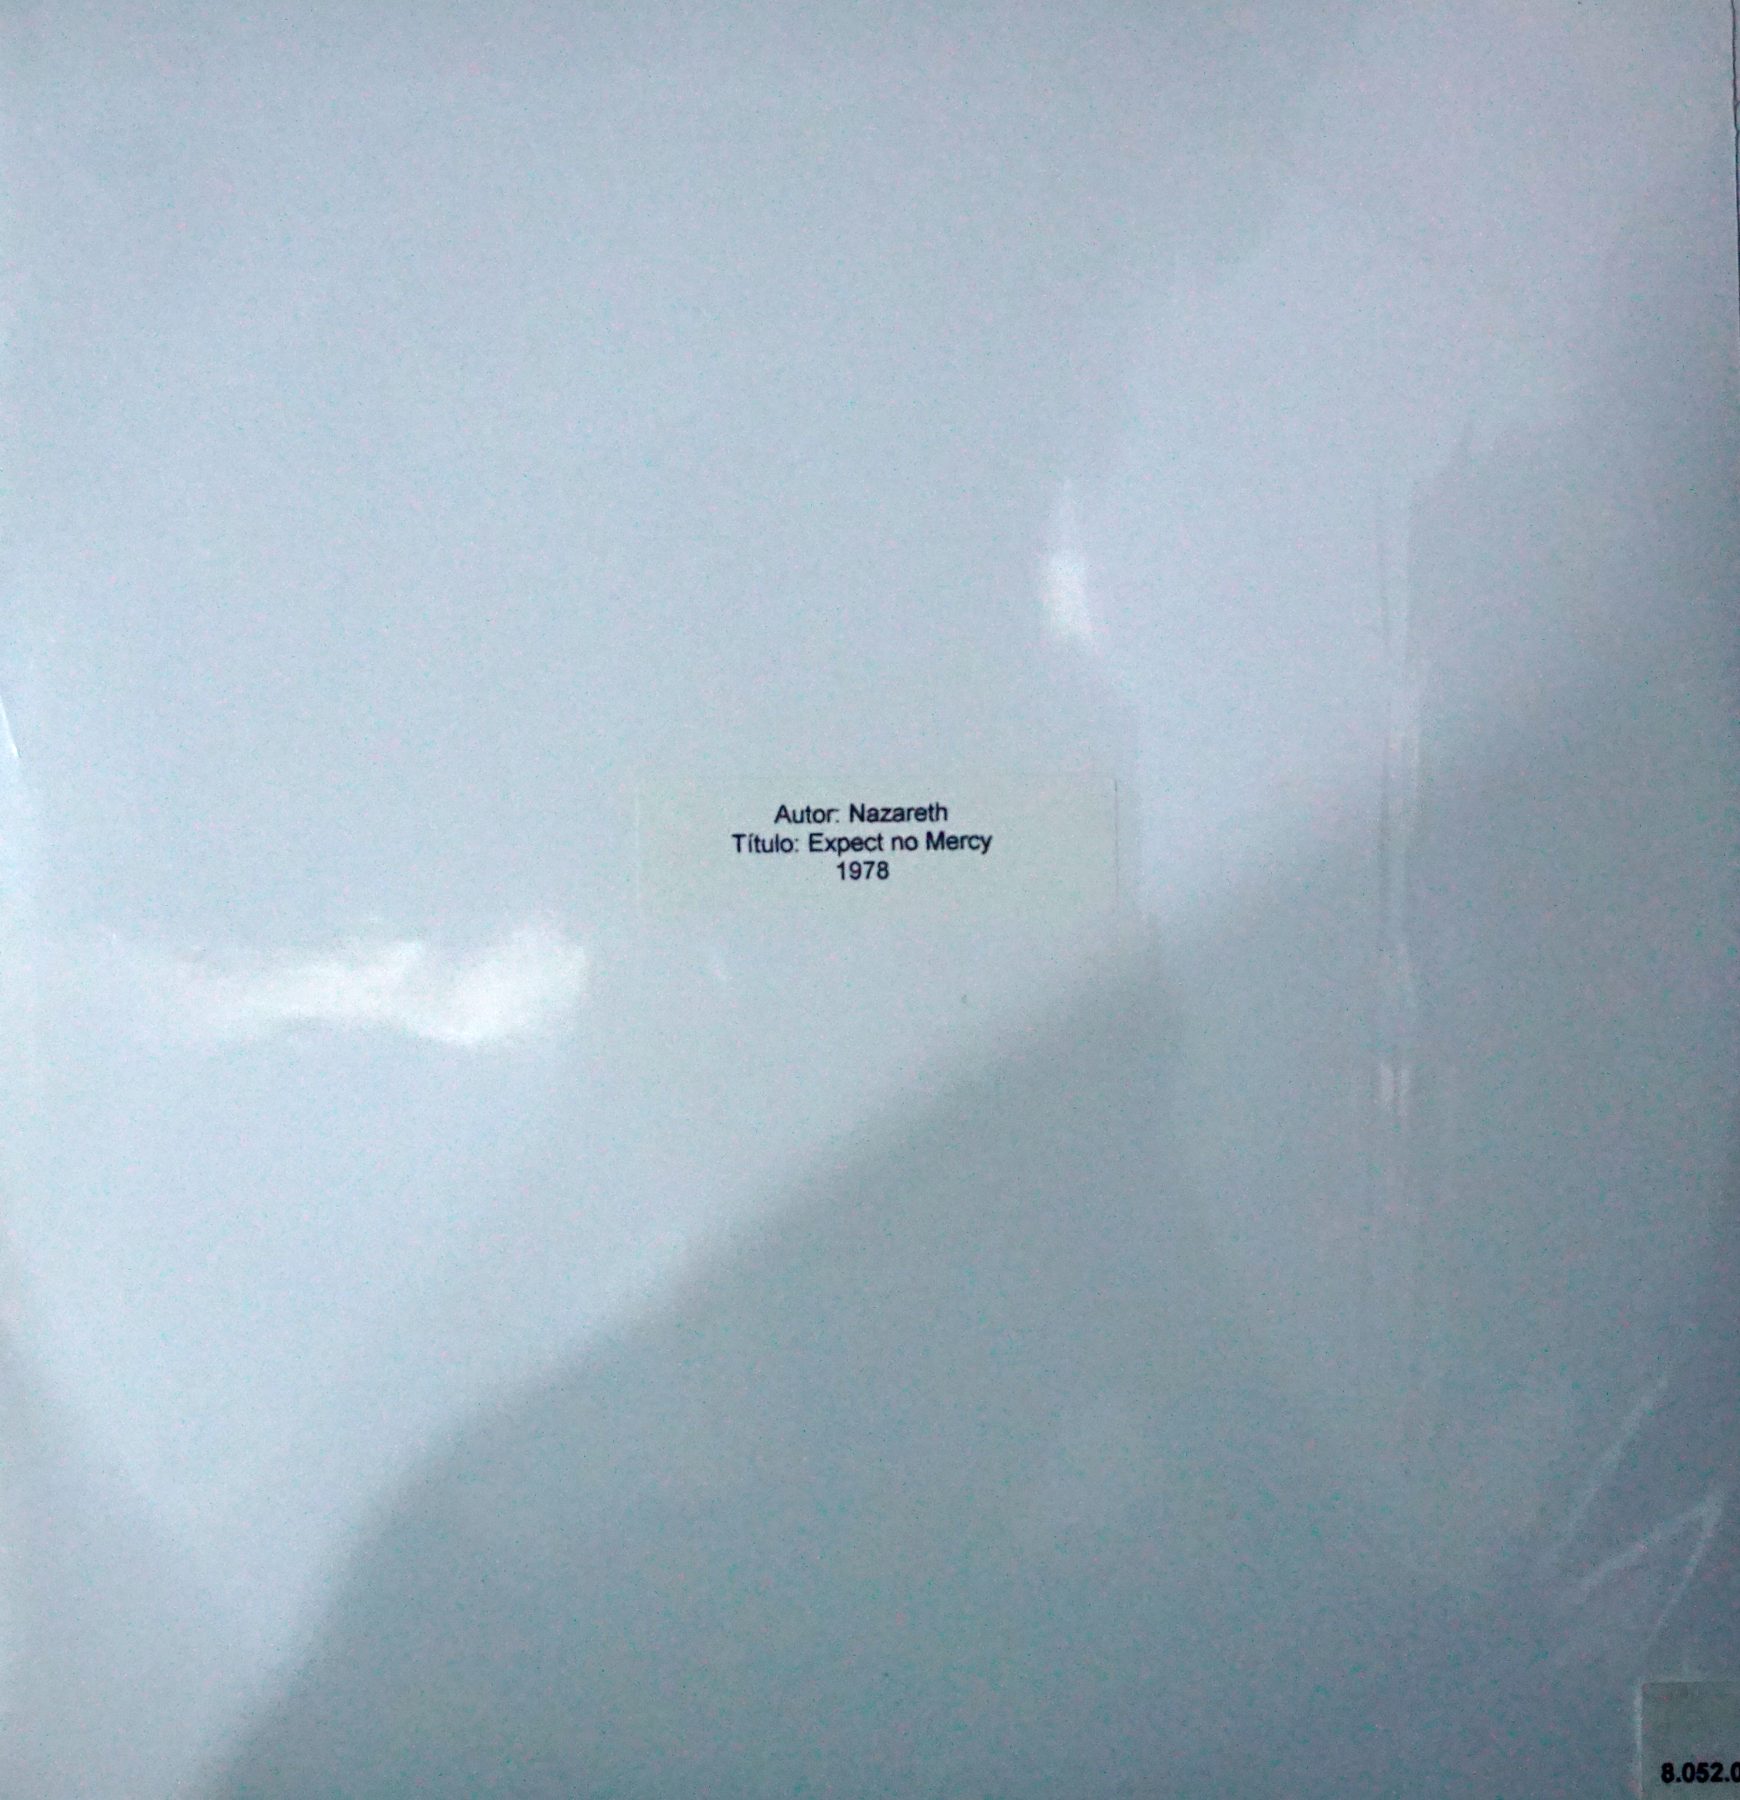 Autor: Nazareth
Título: Expect no Mercy
1978
8.052.0